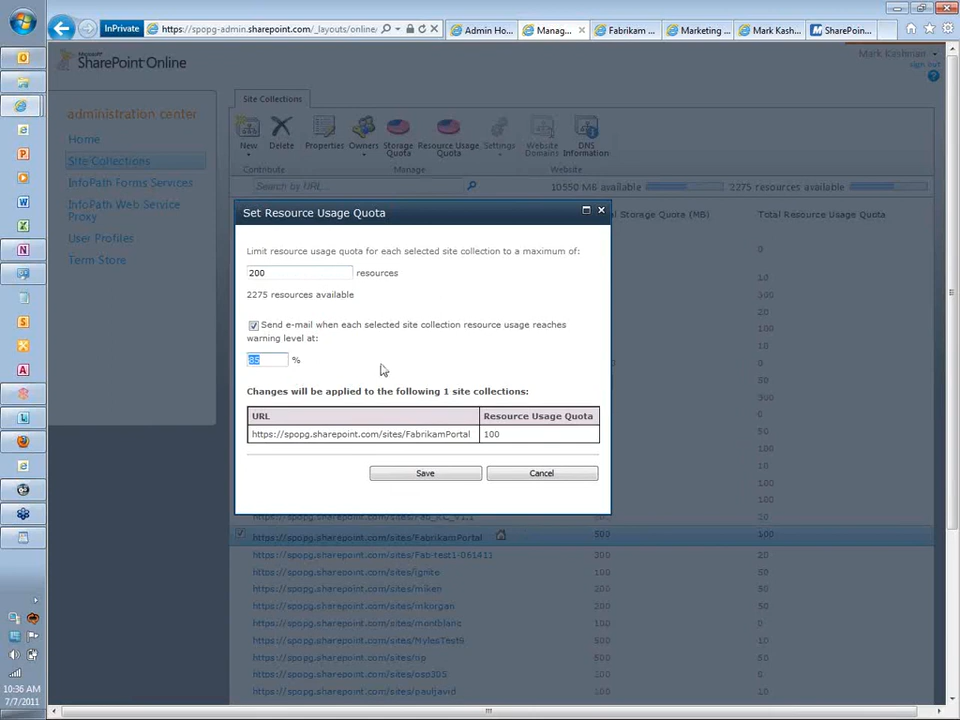 InPrivate
https://spopg-admin.sharepoint.com/_layouts/online/
Admin Ho...
Manag...
Fabrikam ...
Marketing ...
Mark Kash...
SharePoin...
Microsoft
SharePoint Online
Mark Kashman
sign out
administration center
Home
Site Collections
InfoPath Forms Services
InfoPath Web Service
Proxy
User Profiles
Term Store
Site Collections
New
Delete
Properties
Owners
Storage
Quota
Resource Usage
Quota
Settings
Website
Domains
DNS
Information
Contribute
Manage
Website
Search by URL...
10550 MB available
2275 resources available
Storage Quota (MB)
Total Resource Usage Quota
Set Resource Usage Quota
Limit resource usage quota for each selected site collection to a maximum of:
200 resources
2275 resources available
Send e-mail when each selected site collection resource usage reaches
warning level at:
85 %
Changes will be applied to the following 1 site collections:
URL Resource Usage Quota
https://spopg.sharepoint.com/sites/FabrikamPortal 100
Save
Cancel
0
10
300
20
100
0
50
300
0
100
50
100
100
20
https://spopg.sharepoint.com/sites/FabrikamPortal 500 100
https://spopg.sharepoint.com/sites/Fab-test1-061411 300 20
https://spopg.sharepoint.com/sites/ignite 100 50
https://spopg.sharepoint.com/sites/miken 200 50
https://spopg.sharepoint.com/sites/mkorgan 200 50
https://spopg.sharepoint.com/sites/montblanc 100 0
https://spopg.sharepoint.com/sites/MylesTest6 500 10
https://spopg.sharepoint.com/sites/np 500 50
https://spopg.sharepoint.com/sites/oso305 100 8
https://spopg.sharepoint.com/sites/pauljavid 100 10
10:36 AM
7/7/2011